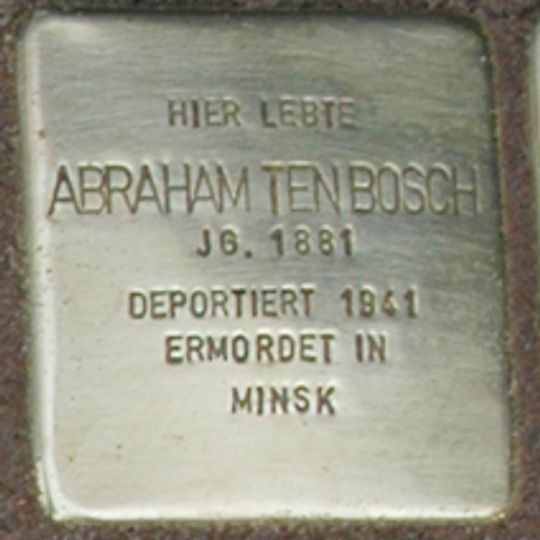 HIER LEBTE
ABRAHAM TEN BOSCH
JG. 1881
DEPORTIERT 1941
ERMORDET IN
MINSK